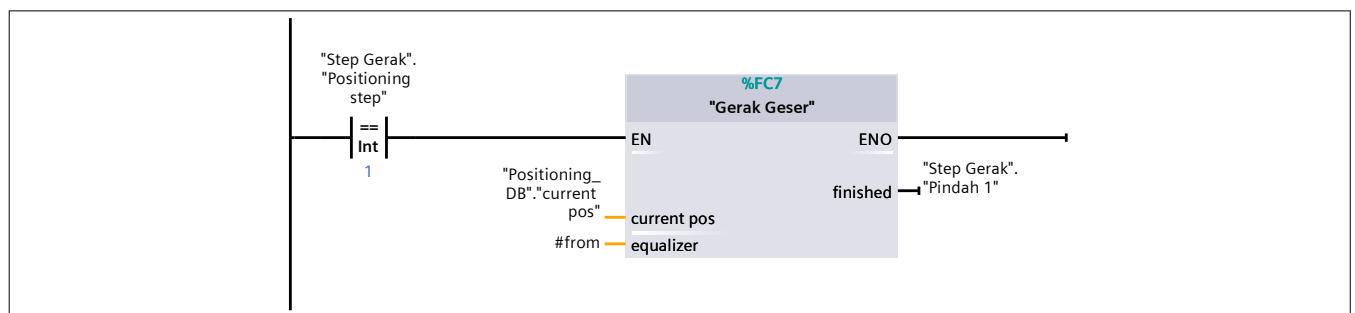 "Step Gerak".
"Positioning
step"
==
Int
1
%FC7
"Gerak Geser"
EN
ENO
"Positioning_
DB"."current
pos"
current pos
#from
equalizer
finished
"Step Gerak".
"Pindah 1"